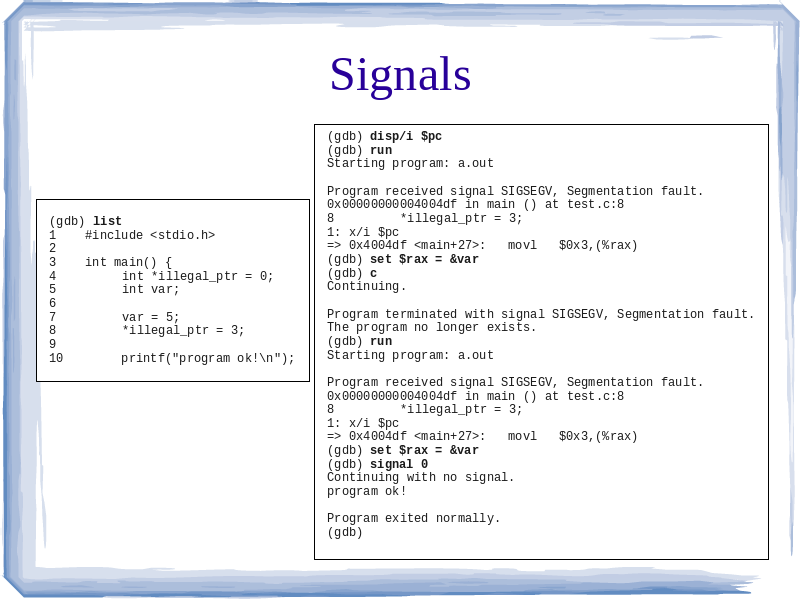 Signals
(gdb) list
1    #include <stdio.h>
2
3    int main() {
4         int *illegal_ptr = 0;
5         int var;
6
7         var = 5;
8         *illegal_ptr = 3;
9
10        printf("program ok!\n");
(gdb) disp/i $pc
(gdb) run
Starting program: a.out
Program received signal SIGSEGV, Segmentation fault.
0x00000000004004df in main () at test.c:8
8         *illegal_ptr = 3;
1: x/i $pc
=> 0x4004df <main+27>:   movl   $0x3,(%rax)
(gdb) set $rax = &var
(gdb) c
Continuing.
Program terminated with signal SIGSEGV, Segmentation fault.
The program no longer exists.
(gdb) run
Starting program: a.out
Program received signal SIGSEGV, Segmentation fault.
0x00000000004004df in main () at test.c:8
8         *illegal_ptr = 3;
1: x/i $pc
=> 0x4004df <main+27>:   movl   $0x3,(%rax)
(gdb) set $rax = &var
(gdb) signal 0
Continuing with no signal.
program ok!
Program exited normally.
(gdb)